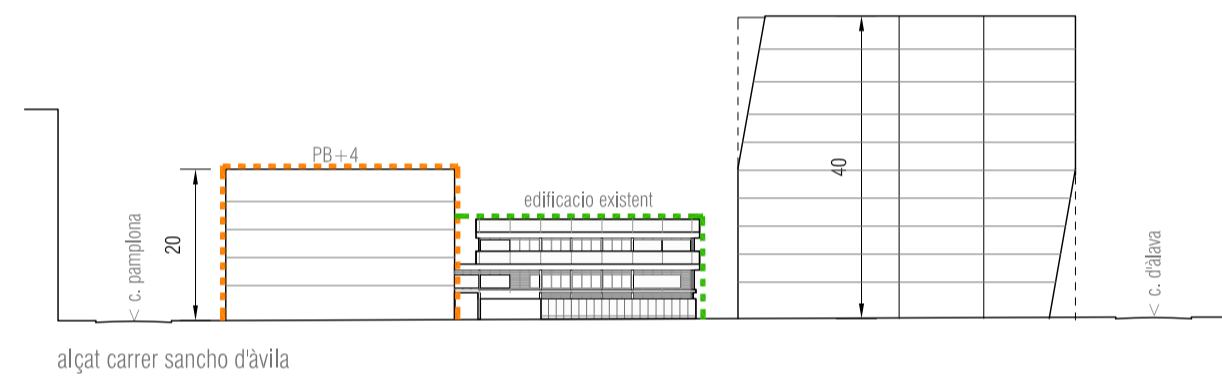 PB+4
edificacio existent
< c. pamplona
20
40
< c. d'àlava
alçat carrer sancho d'àvila